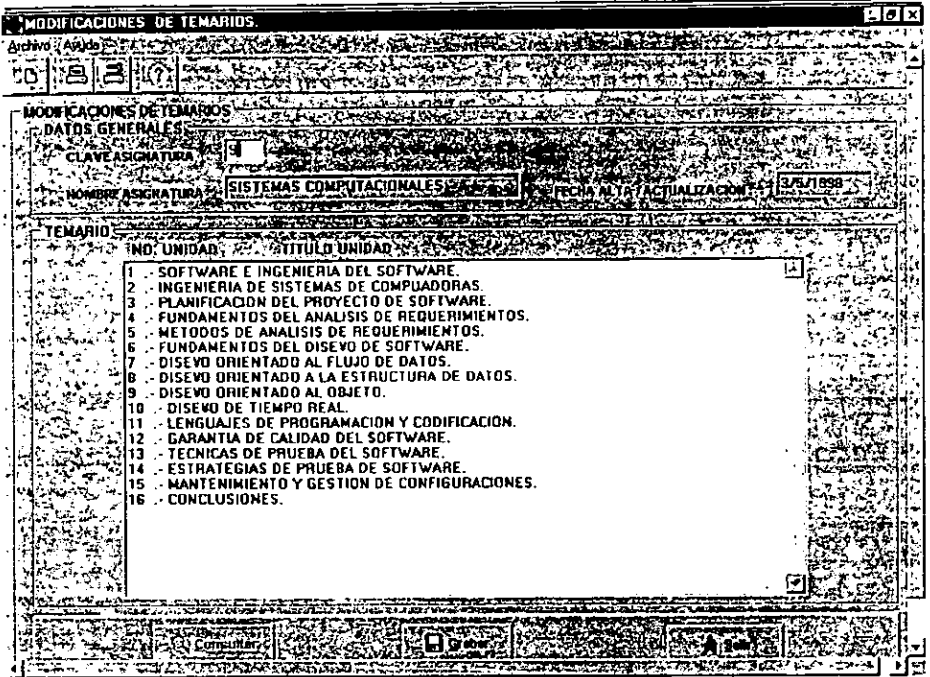 MODIFICACIONES DE TEMARIOS.
Archivo Ayuda
MODIFICACIONES DE TEMARIOS
DATOS GENERALES
CLAVE ASIGNATURA
NOMBRE ASIGNATURA SISTEMAS COMPUTACIONALES FECHA ALTA / ACTUALIZACION 3/5/1998
TEMARIO
NO. UNIDAD TITULO UNIDAD
1 .- SOFTWARE E INGENIERIA DEL SOFTWARE.
2 .- INGENIERIA DE SISTEMAS DE COMPUADORAS.
3 .- PLANIFICACION DEL PROYECTO DE SOFTWARE.
4 .- FUNDAMENTOS DEL ANALISIS DE REQUERIMIENTOS.
5 .- METODOS DE ANALISIS DE REQUERIMIENTOS.
6 .- FUNDAMENTOS DEL DISEVO DE SOFTWARE.
7 .- DISEVO ORIENTADO AL FLUJO DE DATOS.
8 .- DISEVO ORIENTADO A LA ESTRUCTURA DE DATOS.
9 .- DISEVO ORIENTADO AL OBJETO.
10 .- DISEVO DE TIEMPO REAL.
11 .- LENGUAJES DE PROGRAMACION Y CODIFICACION.
12 .- GARANTIA DE CALIDAD DEL SOFTWARE.
13 .- TECNICAS DE PRUEBA DEL SOFTWARE.
14 .- ESTRATEGIAS DE PRUEBA DE SOFTWARE.
15 .- MANTENIMIENTO Y GESTION DE CONFIGURACIONES.
16 .- CONCLUSIONES.
Consultar Grabar Salir